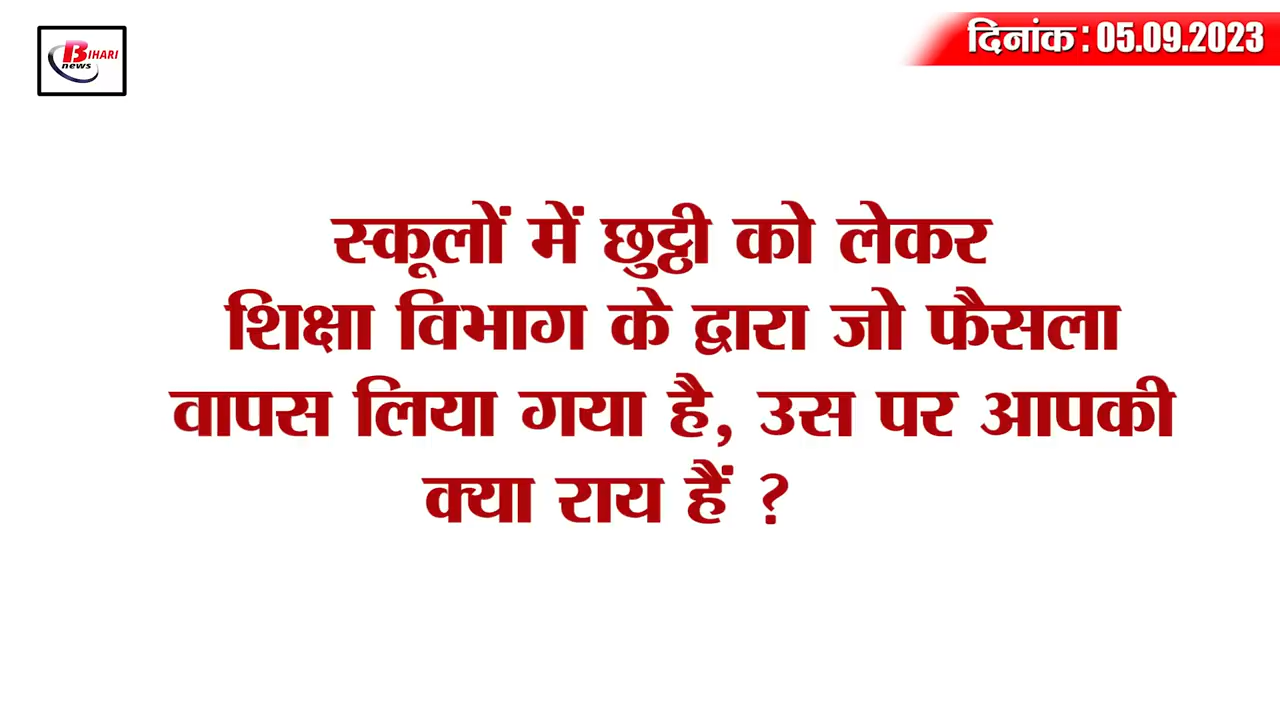 BIHARI
news
दिनांक : 05.09.2023
स्कूलों में छुट्टी को लेकर
शिक्षा विभाग के द्वारा जो फैसला
वापस लिया गया है, उस पर आपकी
क्या राय हैं ?